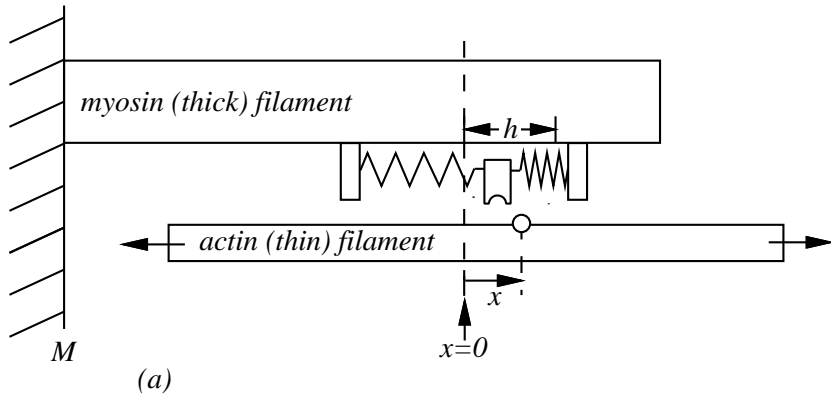 myosin (thick) filament
h
actin (thin) filament
x
M
x=0
(a)